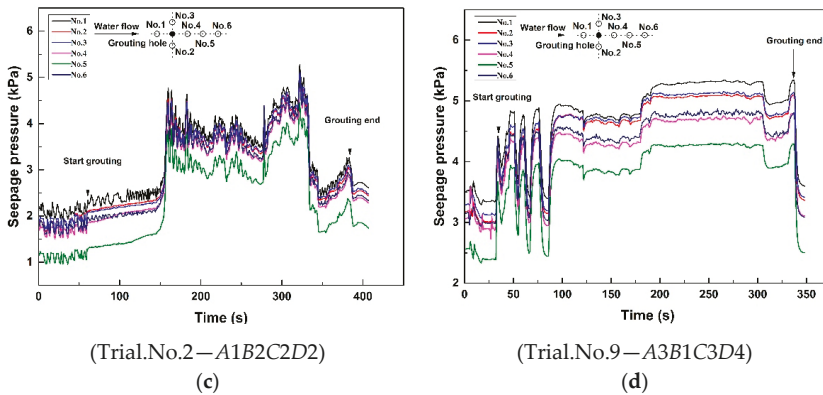 No.3
No.1 No.4 No.6
Water flow
Grouting hole No.5
No.2
No.1
No.2
No.3
No.4
No.5
No.6
Start grouting
Grouting end
Seepage pressure (kPa)
6
5
4
3
2
1
0 100 200 300 400
Time (s)
(Trial.No.2—A1B2C2D2)
(c)
No.3
No.1 No.4 No.6
Water flow
Grouting hole No.5
No.2
No.1
No.2
No.3
No.4
No.5
No.6
Start grouting
Grouting end
Seepage pressure (kPa)
6
5
4
3
2
0 50 100 150 200 250 300 350
Time (s)
(Trial.No.9—A3B1C3D4)
(d)